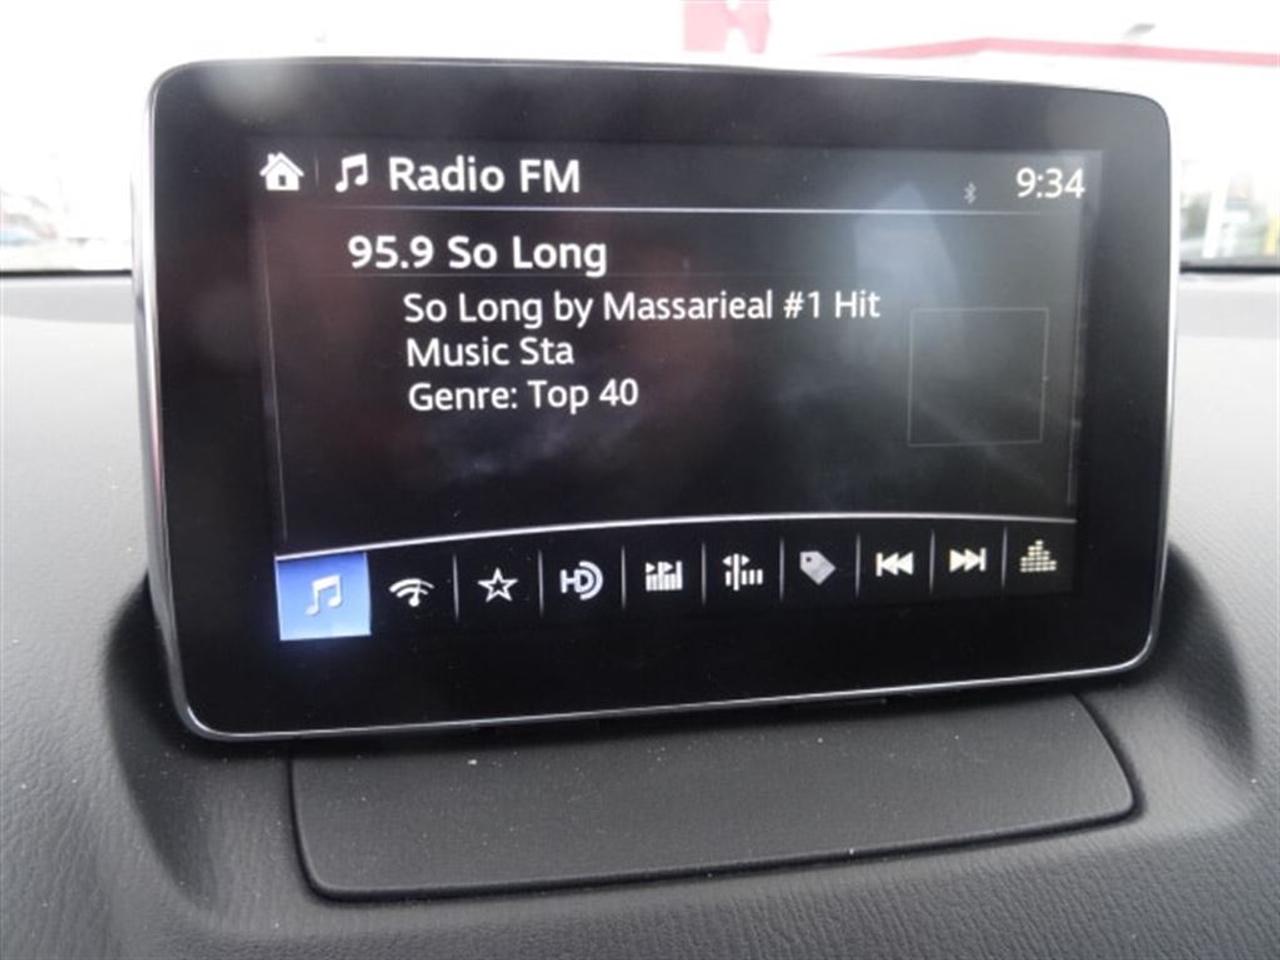 Radio FM
9:34
95.9 So Long
So Long by Massarieal #1 Hit
Music Sta
Genre: Top 40
HD